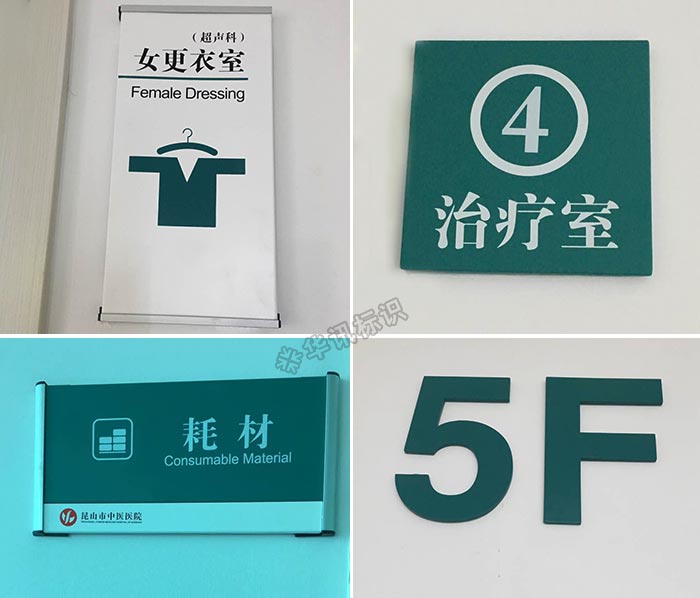 （超声科）
女更衣室
Female Dressing
4
治疗室
华讯标识
耗材
Consumable Material
昆山市中医医院
5F